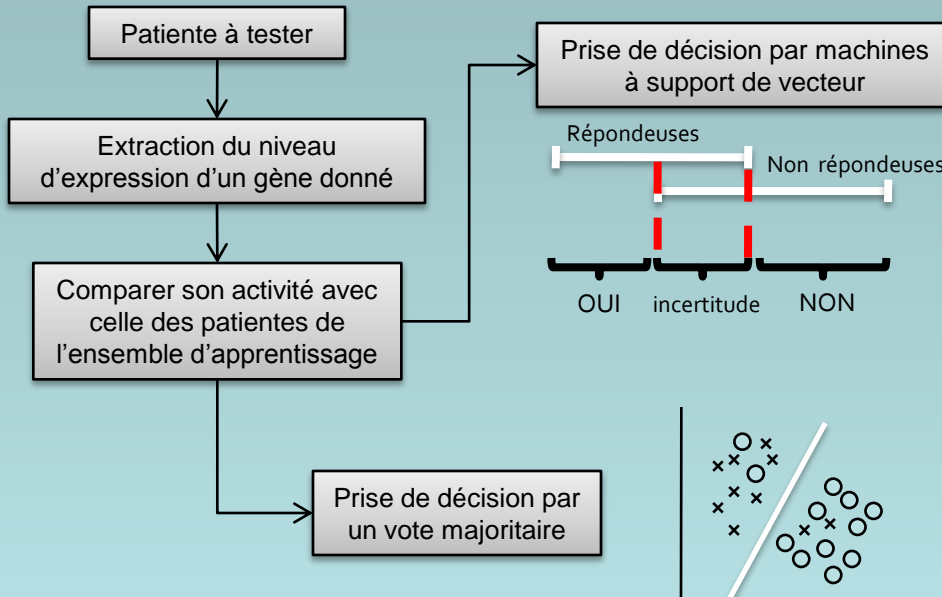 Patiente à tester
Extraction du niveau
d'expression d'un gène donné
Comparer son activité avec
celle des patientes de
l'ensemble d'apprentissage
Prise de décision par machines
à support de vecteur
Répondeuses
Non répondeuses
OUI
incertitude
NON
Prise de décision par
un vote majoritaire